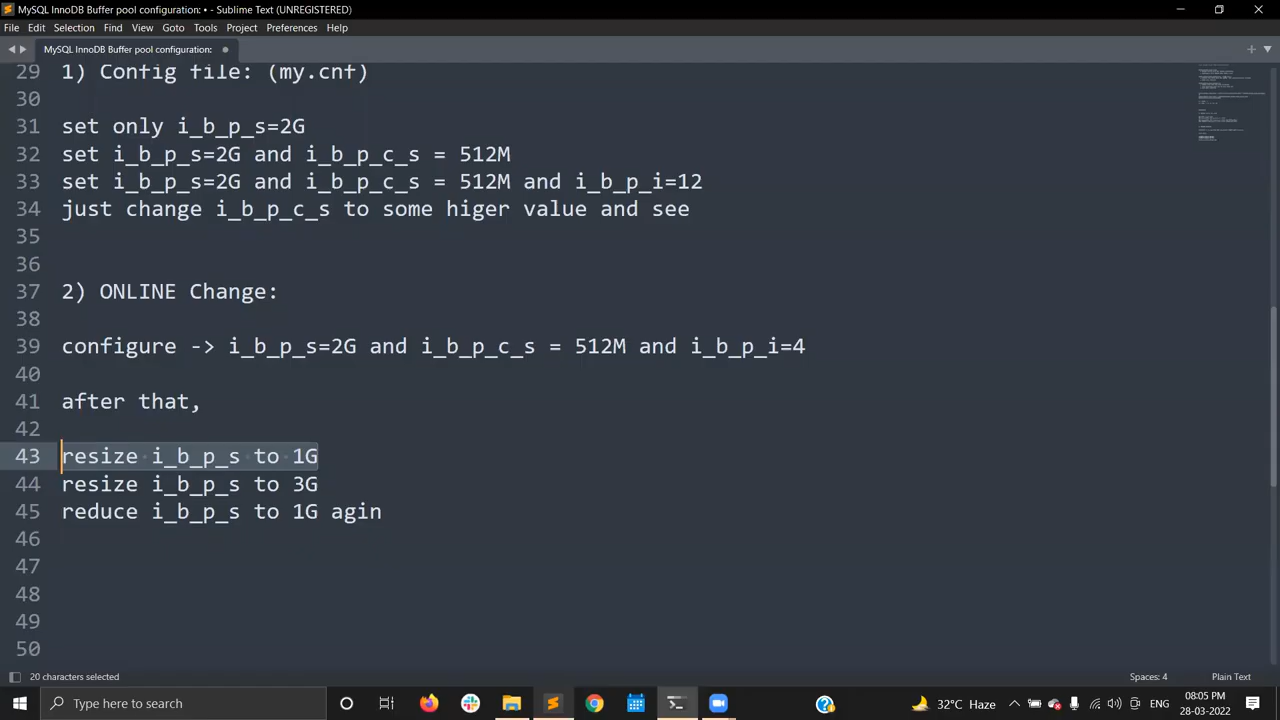 MySQL InnoDB Buffer pool configuration: • - Sublime Text (UNREGISTERED)
File Edit Selection Find View Goto Tools Project Preferences Help
MySQL InnoDB Buffer pool configuration:
29 1) Config file: (my.cnf)
30
31 set only i_b_p_s=2G
32 set i_b_p_s=2G and i_b_p_c_s = 512M
33 set i_b_p_s=2G and i_b_p_c_s = 512M and i_b_p_i=12
34 just change i_b_p_c_s to some higer value and see
35
36
37 2) ONLINE Change:
38
39 configure -> i_b_p_s=2G and i_b_p_c_s = 512M and i_b_p_i=4
40
41 after that,
42
43 resize i_b_p_s to 1G
44 resize i_b_p_s to 3G
45 reduce i_b_p_s to 1G agin
46
47
48
49
50
20 characters selected Spaces: 4 Plain Text
Type here to search 32°C Haze ENG 08:05 PM
28-03-2022